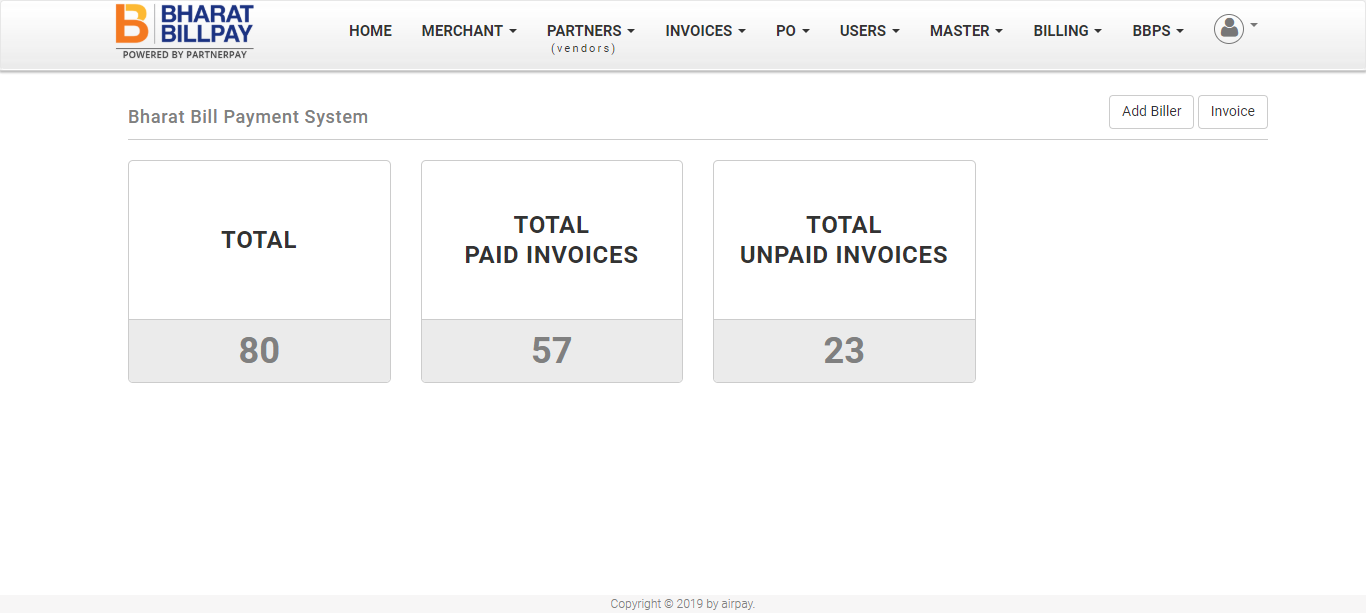 BHARAT
BILLPAY
POWERED BY PARTNERPAY
HOME MERCHANT PARTNERS INVOICES PO USERS MASTER BILLING BBPS
(vendors)
Bharat Bill Payment System
Add Biller Invoice
TOTAL
80
TOTAL
PAID INVOICES
57
TOTAL
UNPAID INVOICES
23
Copyright © 2019 by airpay.